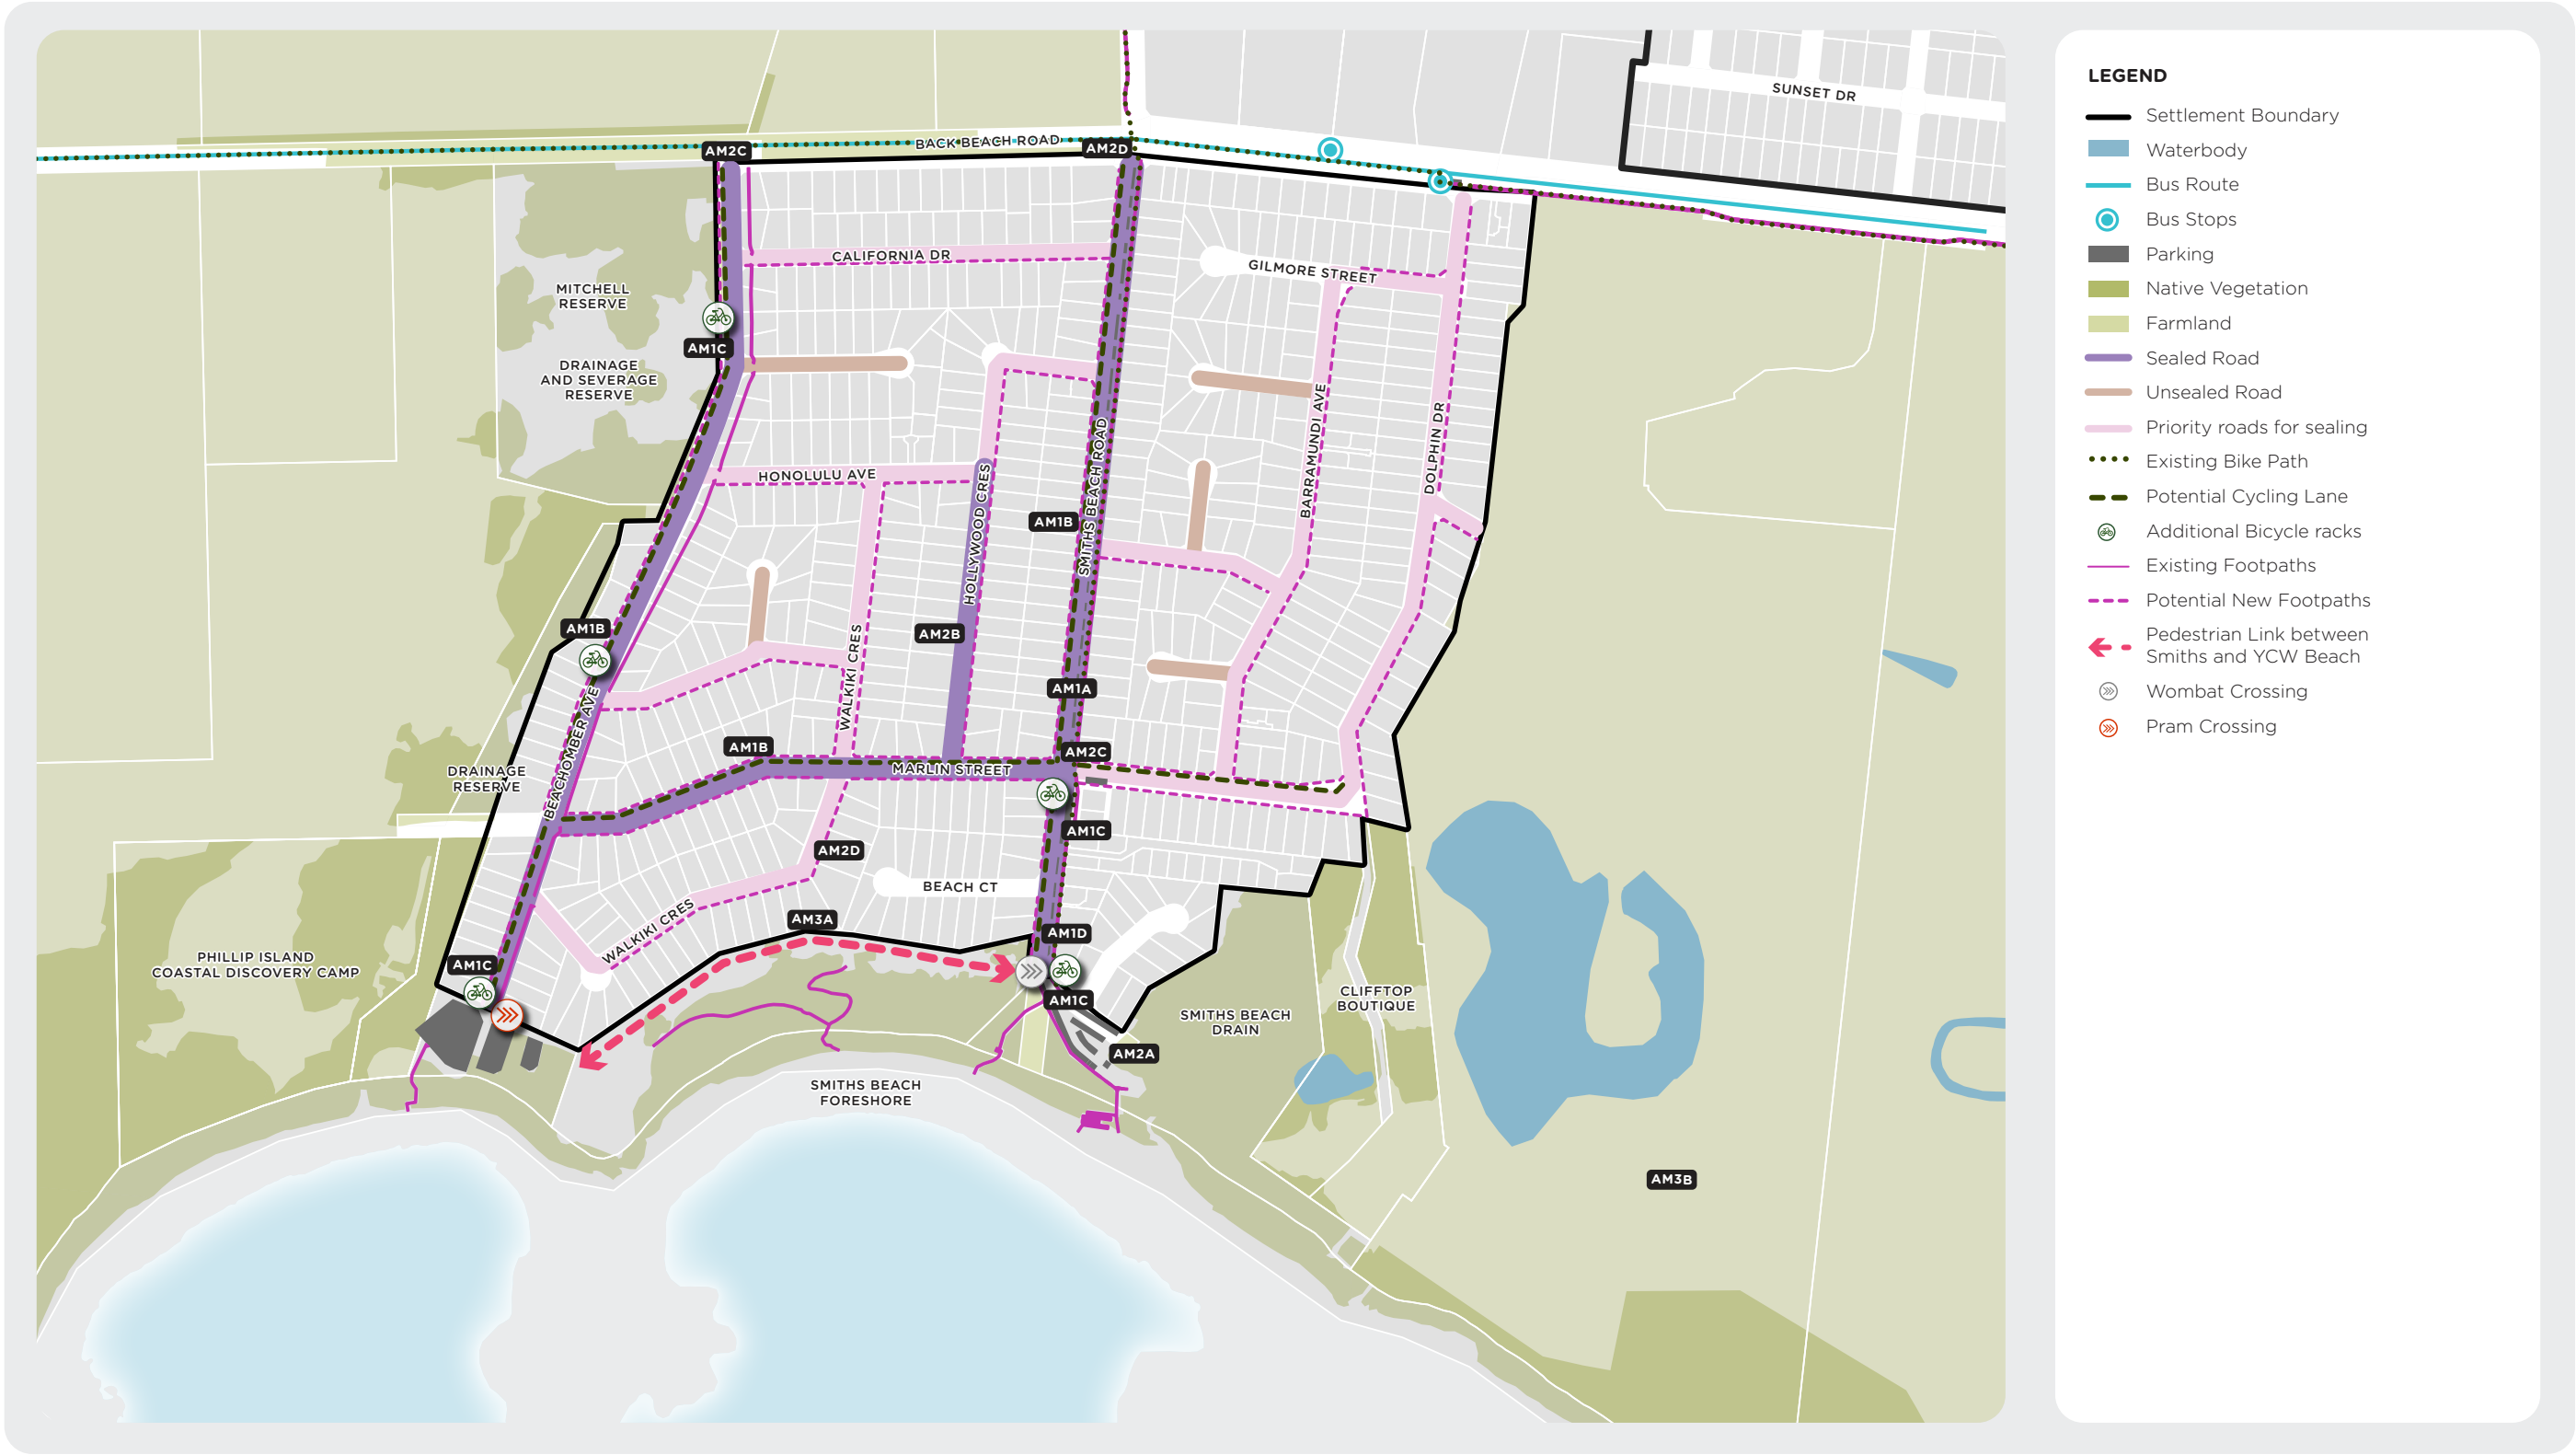 SUNSET DR
BACK BEACH ROAD
AM2C
AM2D
CALIFORNIA DR
GILMORE STREET
MITCHELL
RESERVE
AM1C
DRAINAGE
AND SEVERAGE
RESERVE
HONOLULU AVE
HOLLYWOOD CRES
SMITHS BEACH ROAD
BARRAMUNDI AVE
DOLPHIN DR
AM1B
AM1B
AM2B
WALKIKI CRES
AM1A
BEACHOMBER AVE
AM1B
AM2C
MARLIN STREET
DRAINAGE
RESERVE
AM1C
AM2D
BEACH CT
WALKIKI CRES
AM3A
AM1D
PHILLIP ISLAND
COASTAL DISCOVERY CAMP
AM1C
AM1C
CLIFFTOP
BOUTIQUE
SMITHS BEACH
DRAIN
AM2A
SMITHS BEACH
FORESHORE
AM3B
LEGEND
Settlement Boundary
Waterbody
Bus Route
Bus Stops
Parking
Native Vegetation
Farmland
Sealed Road
Unsealed Road
Priority roads for sealing
Existing Bike Path
Potential Cycling Lane
Additional Bicycle racks
Existing Footpaths
Potential New Footpaths
Pedestrian Link between
Smiths and YCW Beach
Wombat Crossing
Pram Crossing